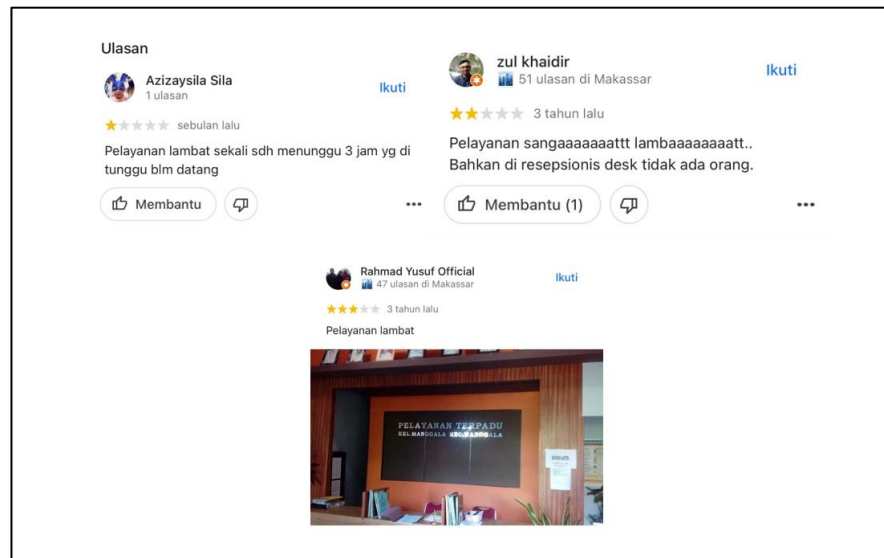 Ulasan
Azizaysila Sila
1 ulasan
Ikuti
sebulan lalu
Pelayanan lambat sekali sdh menunggu 3 jam yg di
tunggu blm datang
Membantu
zul khaidir
51 ulasan di Makassar
Ikuti
3 tahun lalu
Pelayanan sangaaaaaaattt lambaaaaaaaatt..
Bahkan di resepsionis desk tidak ada orang.
Membantu (1)
Rahmad Yusuf Official
47 ulasan di Makassar
Ikuti
3 tahun lalu
Pelayanan lambat
PELAYANAN TERPADU
KEL.MANGGALA KEC.MANGGALA